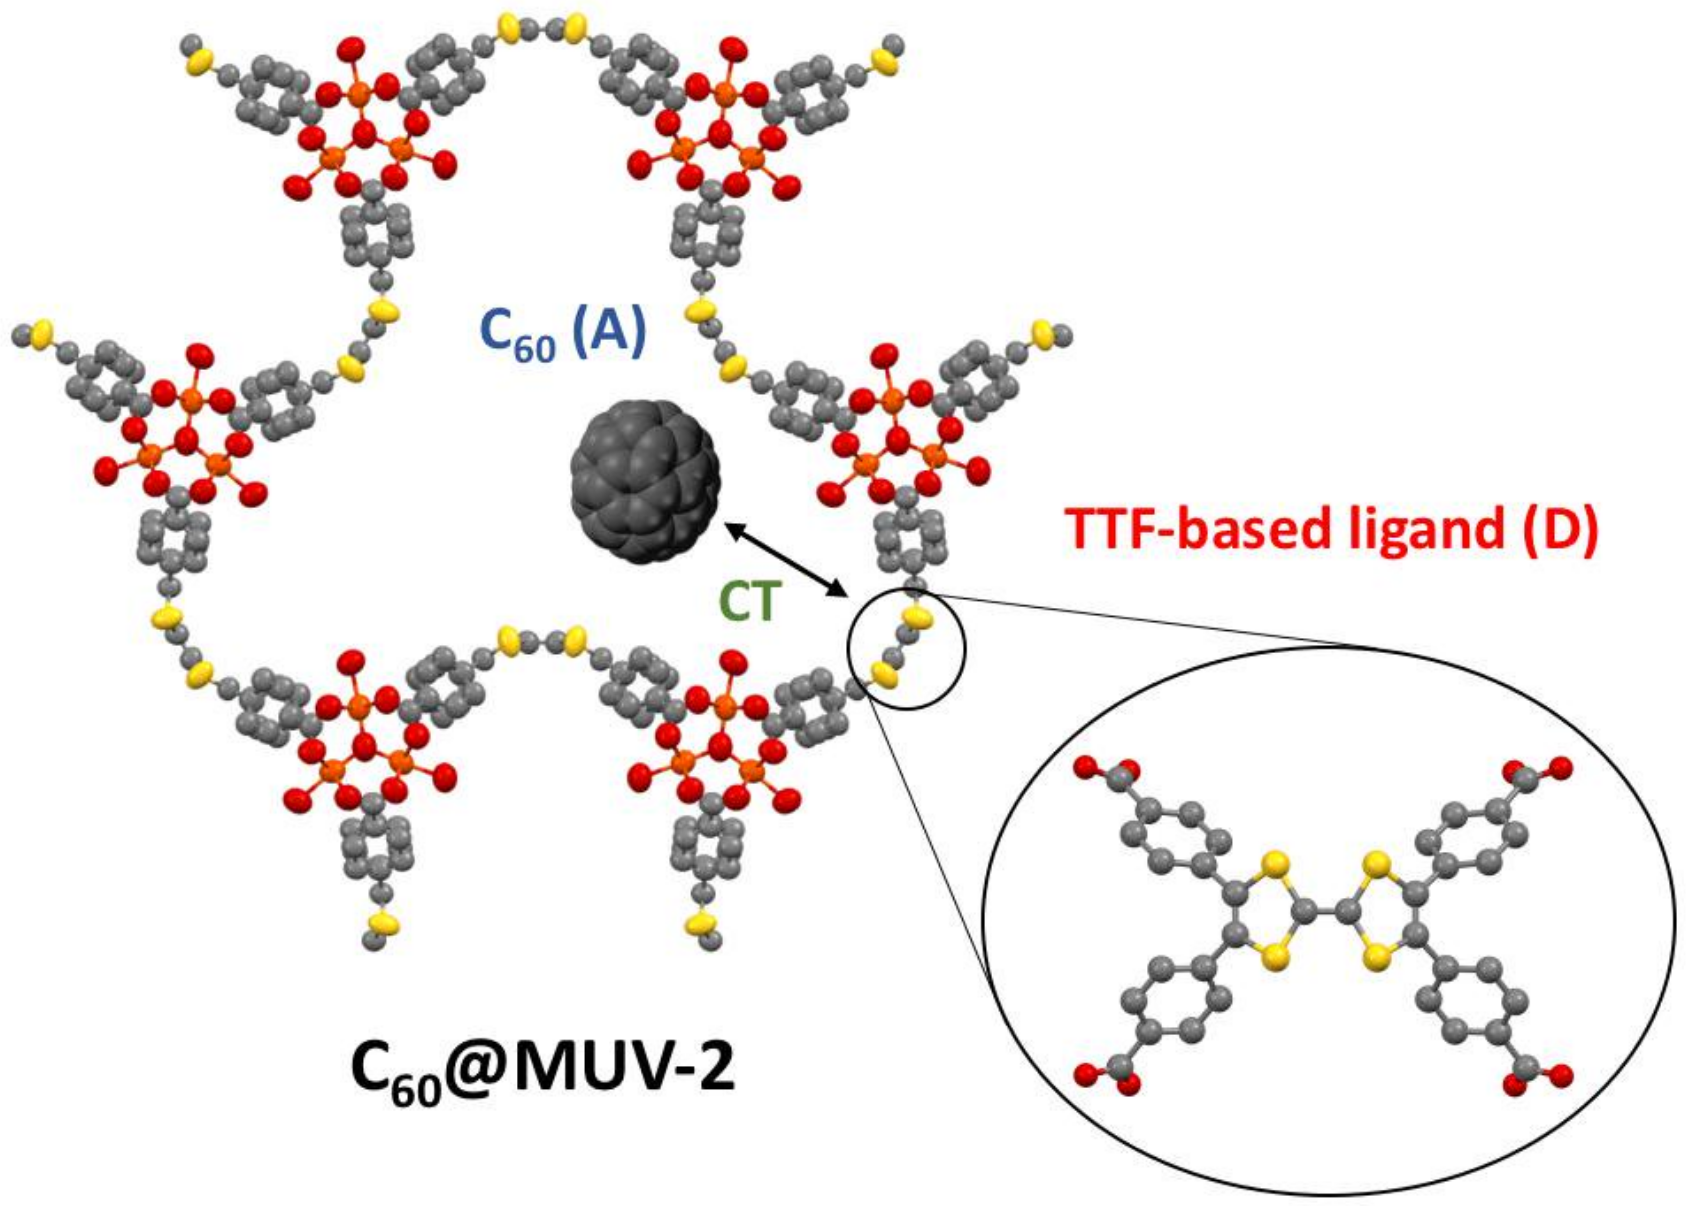 C₆₀ (A)
TTF-based ligand (D)
CT
C₆₀@MUV-2